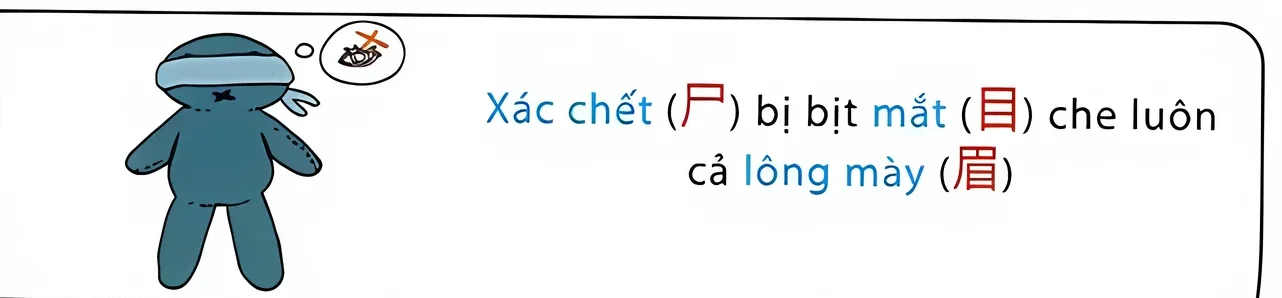 Xác chết (尸) bị bịt mắt (目) che luôn
cả lông mày (眉)